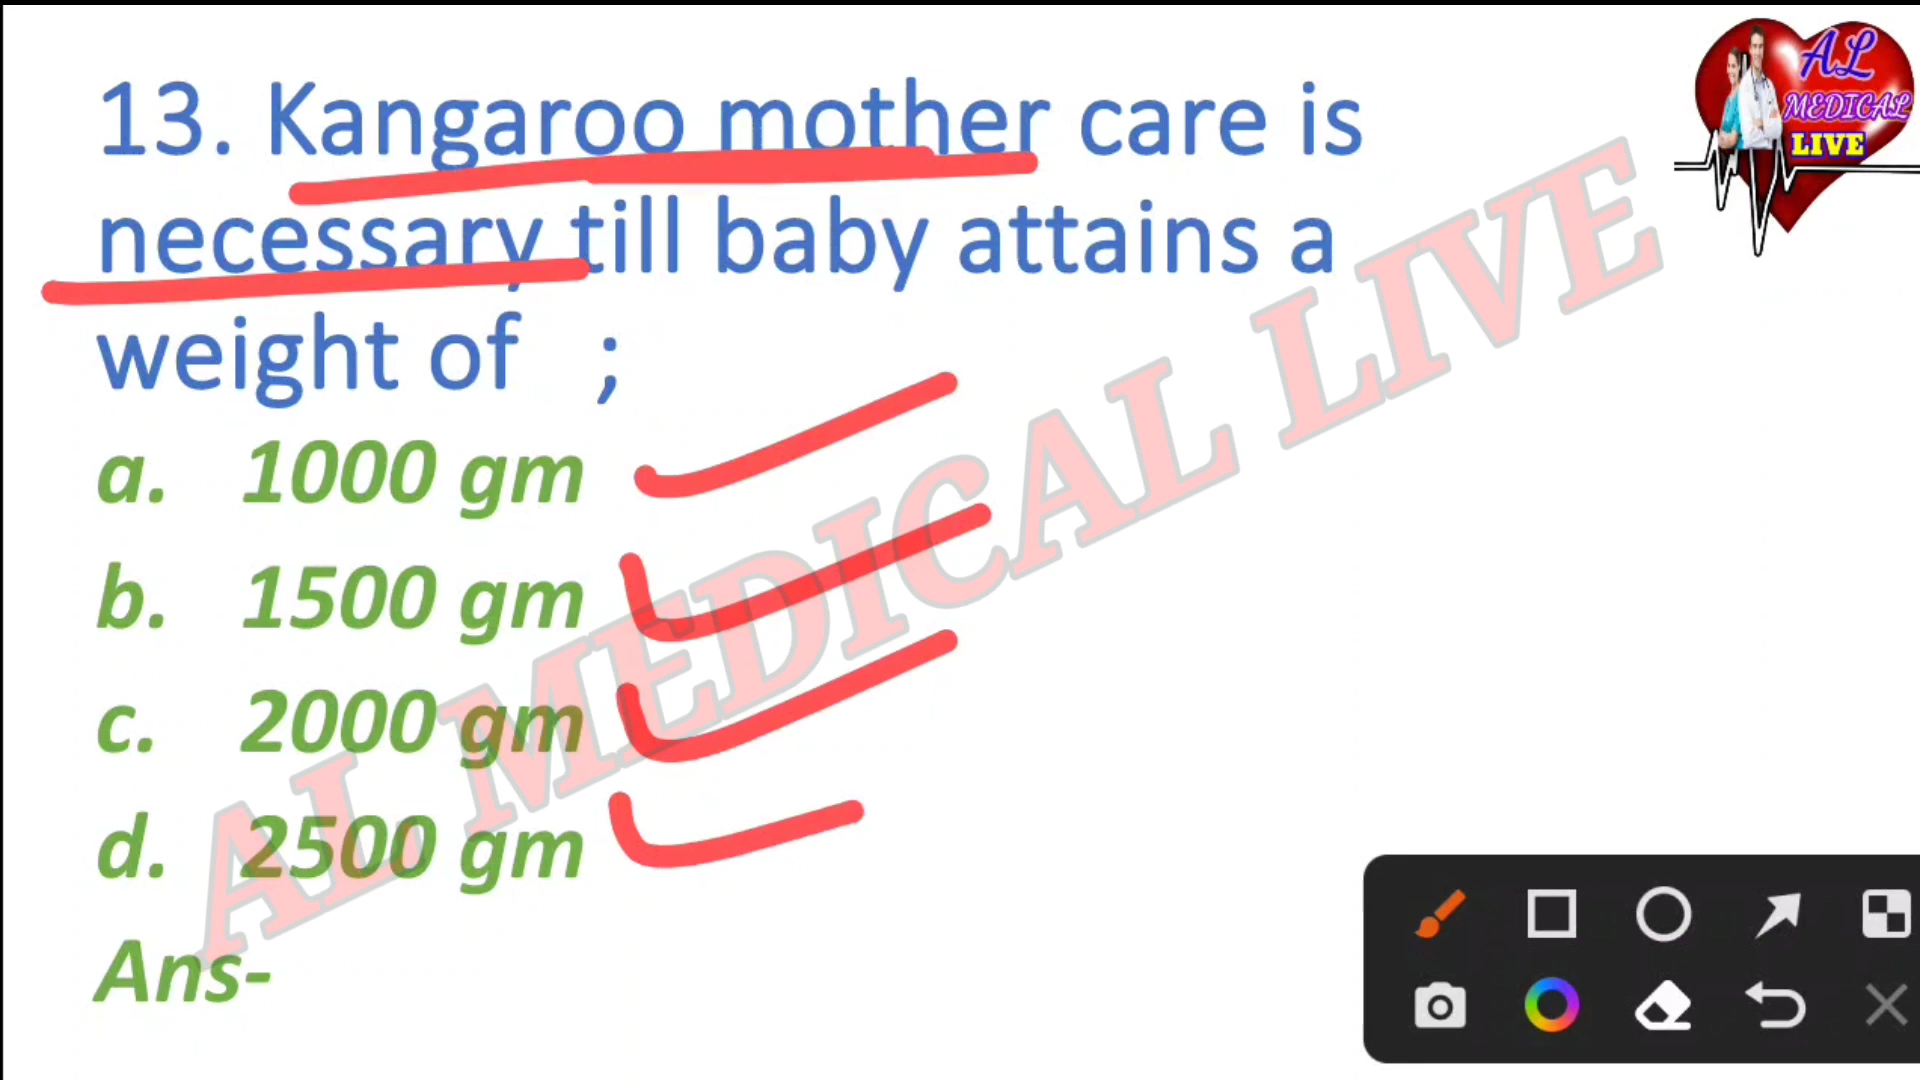 13. Kangaroo mother care is
necessary till baby attains a
weight of ;
a. 1000 gm
b. 1500 gm
c. 2000 gm
d. 2500 gm
Ans-
AL MEDICAL LIVE
AL
MEDICAL
LIVE